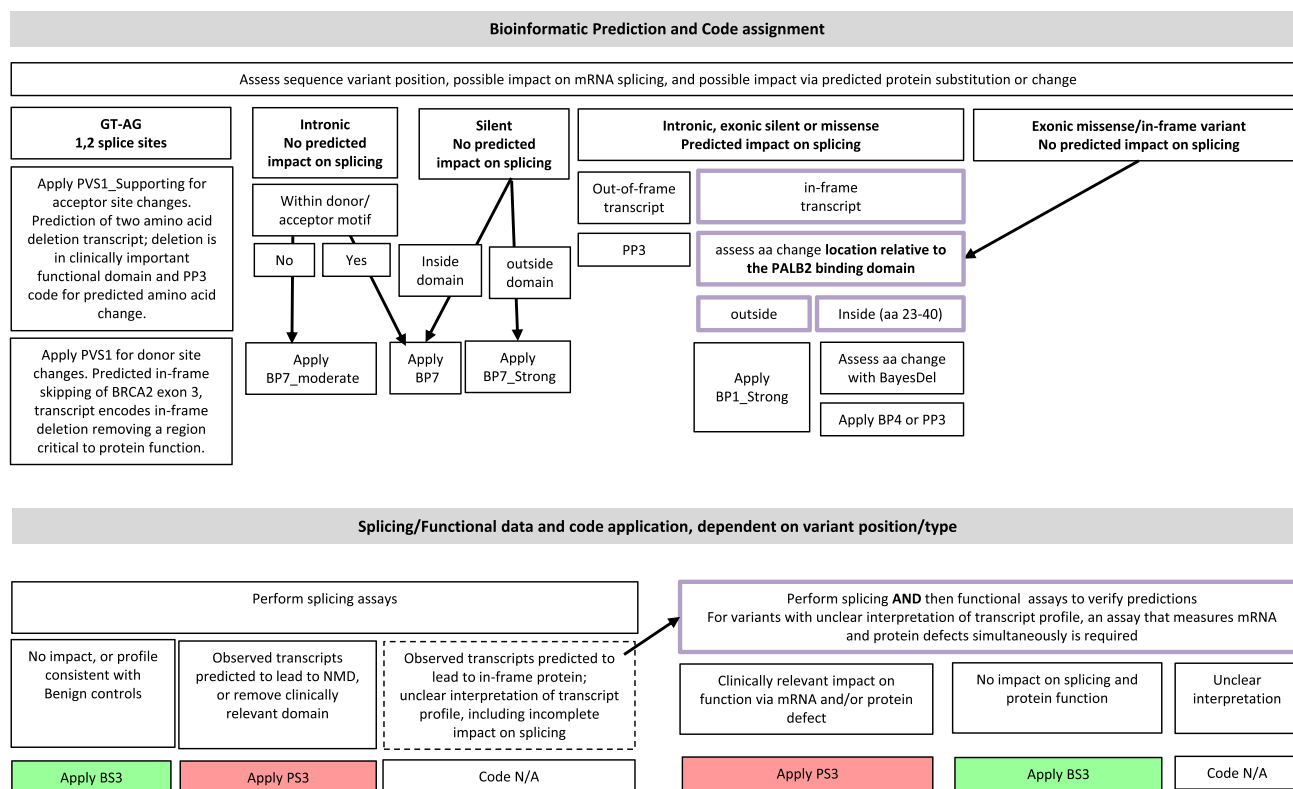 Bioinformatic Prediction and Code assignment
Assess sequence variant position, possible impact on mRNA splicing, and possible impact via predicted protein substitution or change
GT-AG
1,2 splice sites
Apply PVS1_Supporting for
acceptor site changes.
Prediction of two amino acid
deletion transcript; deletion is
in clinically important
functional domain and PP3
code for predicted amino acid
change.
Apply PVS1 for donor site
changes. Predicted in-frame
skipping of BRCA2 exon 3,
transcript encodes in-frame
deletion removing a region
critical to protein function.
Intronic
No predicted
impact on splicing
Within donor/
acceptor motif
No
Yes
Apply
BP7_moderate
Silent
No predicted
impact on splicing
Inside
domain
outside
domain
Apply
BP7
Apply
BP7_Strong
Intronic, exonic silent or missense
Predicted impact on splicing
Out-of-frame
transcript
PP3
in-frame
transcript
assess aa change location relative to
the PALB2 binding domain
outside
Inside (aa 23-40)
Apply
BP1_Strong
Assess aa change
with BayesDel
Apply BP4 or PP3
Exonic missense/in-frame variant
No predicted impact on splicing
Splicing/Functional data and code application, dependent on variant position/type
Perform splicing assays
No impact, or profile
consistent with
Benign controls
Apply BS3
Observed transcripts
predicted to lead to NMD,
or remove clinically
relevant domain
Apply PS3
Observed transcripts predicted to
lead to in-frame protein;
unclear interpretation of transcript
profile, including incomplete
impact on splicing
Code N/A
Perform splicing AND then functional assays to verify predictions
For variants with unclear interpretation of transcript profile, an assay that measures mRNA
and protein defects simultaneously is required
Clinically relevant impact on
function via mRNA and/or protein
defect
Apply PS3
No impact on splicing and
protein function
Apply BS3
Unclear
interpretation
Code N/A